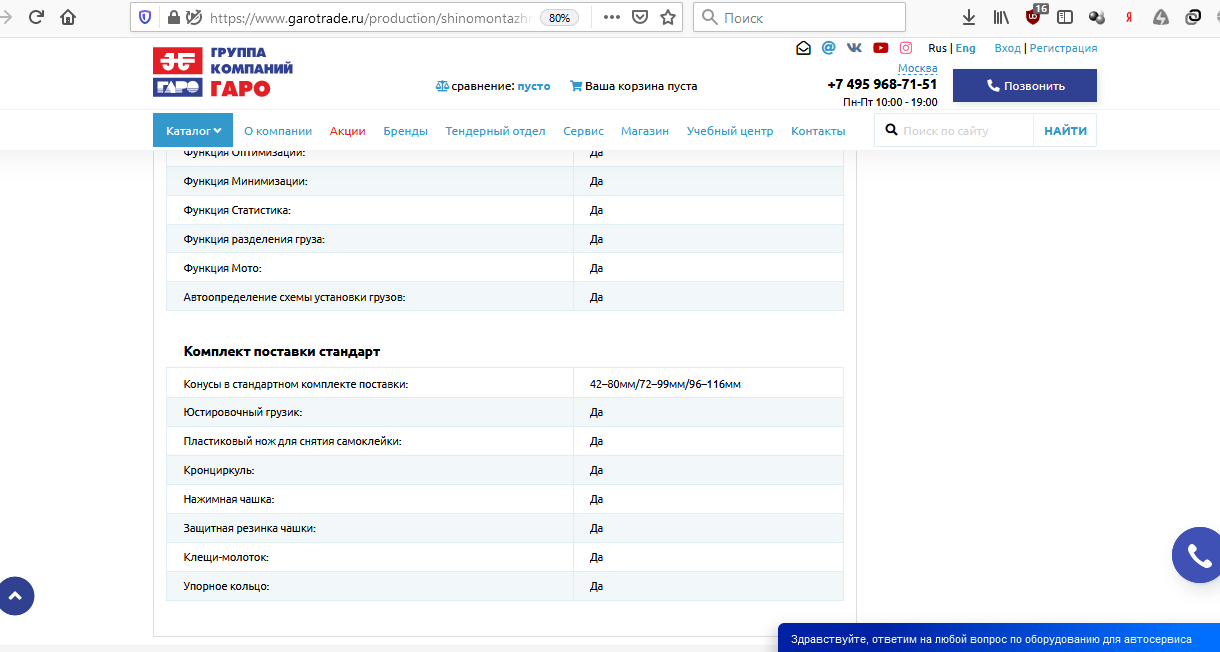 https://www.garotrade.ru/production/shinomontazh
80%
Поиск
16
Я
ГРУППА
КОМПАНИЙ
ГАРО
ГАРО
сравнение: пусто
Ваша корзина пуста
Rus | Eng
Вход | Регистрация
Москва
+7 495 968-71-51
Пн-Пт 10:00 - 19:00
Позвонить
Каталог
О компании
Акции
Бренды
Тендерный отдел
Сервис
Магазин
Учебный центр
Контакты
Поиск по сайту
НАЙТИ
Функция Оптимизации: Да
Функция Минимизации: Да
Функция Статистика: Да
Функция разделения груза: Да
Функция Мото: Да
Автоопределение схемы установки грузов: Да
Комплект поставки стандарт
Конусы в стандартном комплекте поставки: 42–80мм/72–99мм/96–116мм
Юстировочный грузик: Да
Пластиковый нож для снятия самоклейки: Да
Кронциркуль: Да
Нажимная чашка: Да
Защитная резинка чашки: Да
Клещи-молоток: Да
Упорное кольцо: Да
Здравствуйте, ответим на любой вопрос по оборудованию для автосервиса